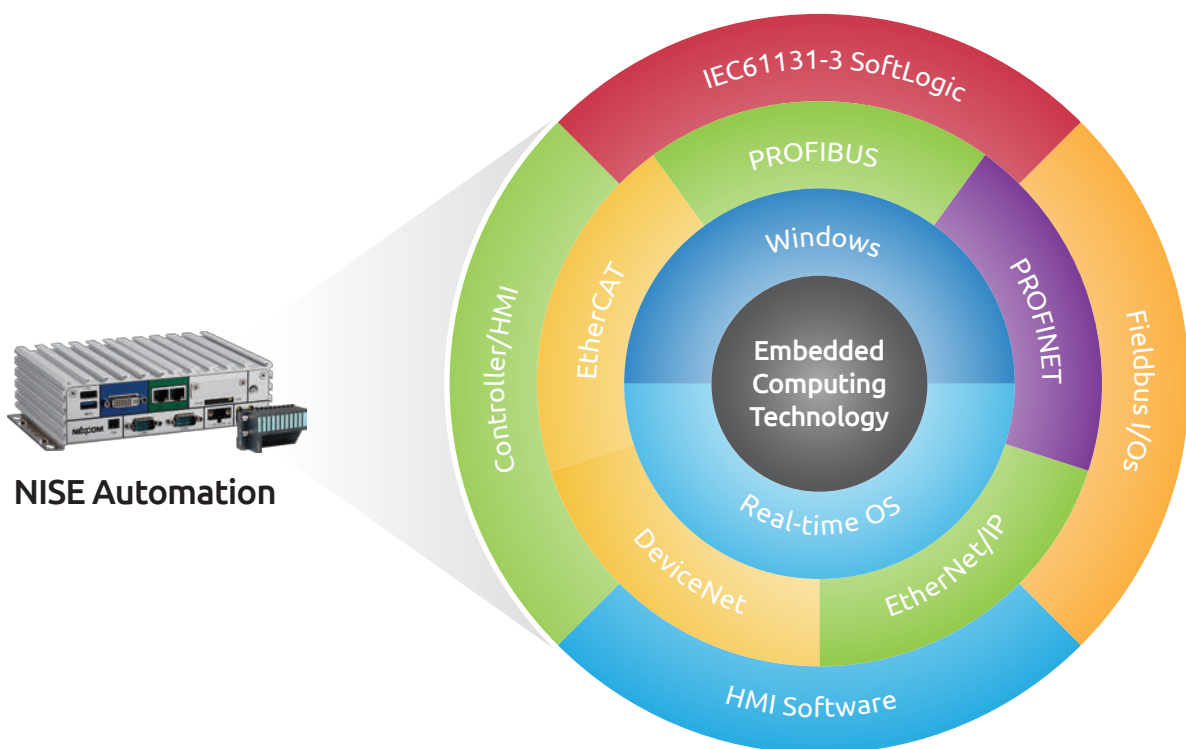 IEC61131-3 SoftLogic
PROFIBUS
Windows
EtherCAT
PROFINET
Controller/HMI
Fieldbus I/Os
Embedded
Computing
Technology
NEXCOM
NISE Automation
Real-time OS
DeviceNet
EtherNet/IP
HMI Software